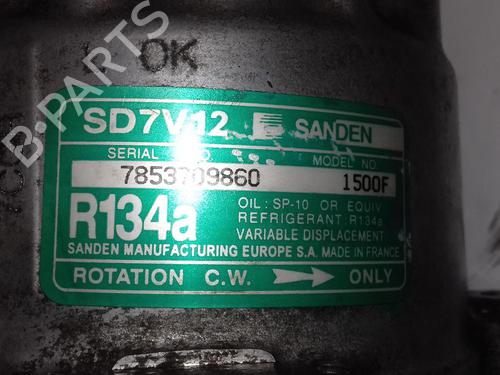 OK
B-PARTS
SD7V12 SANDEN
SERIAL NO. MODEL NO
7853709860 1500F
R134a
OIL: SP-10 OR EQUIV
REFRIGERANT: R134a
VARIABLE DISPLACEMENT
SANDEN MANUFACTURING EUROPE S.A. MADE IN FRANCE
ROTATION C.W. ONLY